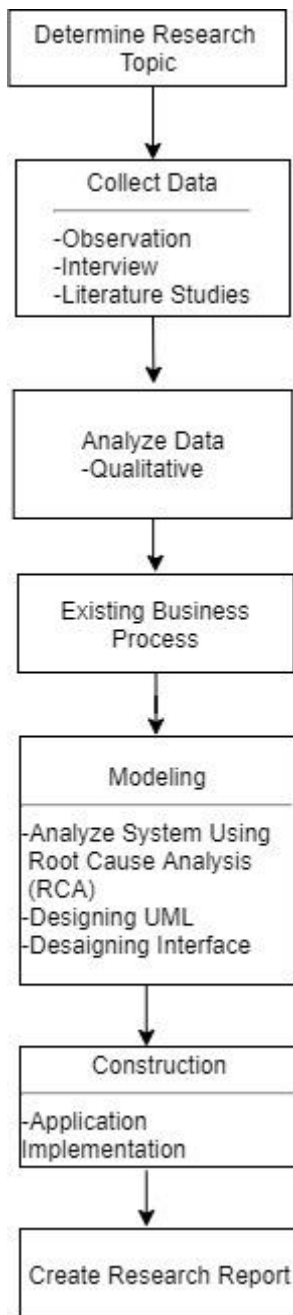 Determine Research
Topic
Collect Data
-Observation
-Interview
-Literature Studies
Analyze Data
-Qualitative
Existing Business
Process
Modeling
-Analyze System Using
Root Cause Analysis
(RCA)
-Designing UML
-Desaigning Interface
Construction
-Application
Implementation
Create Research Report